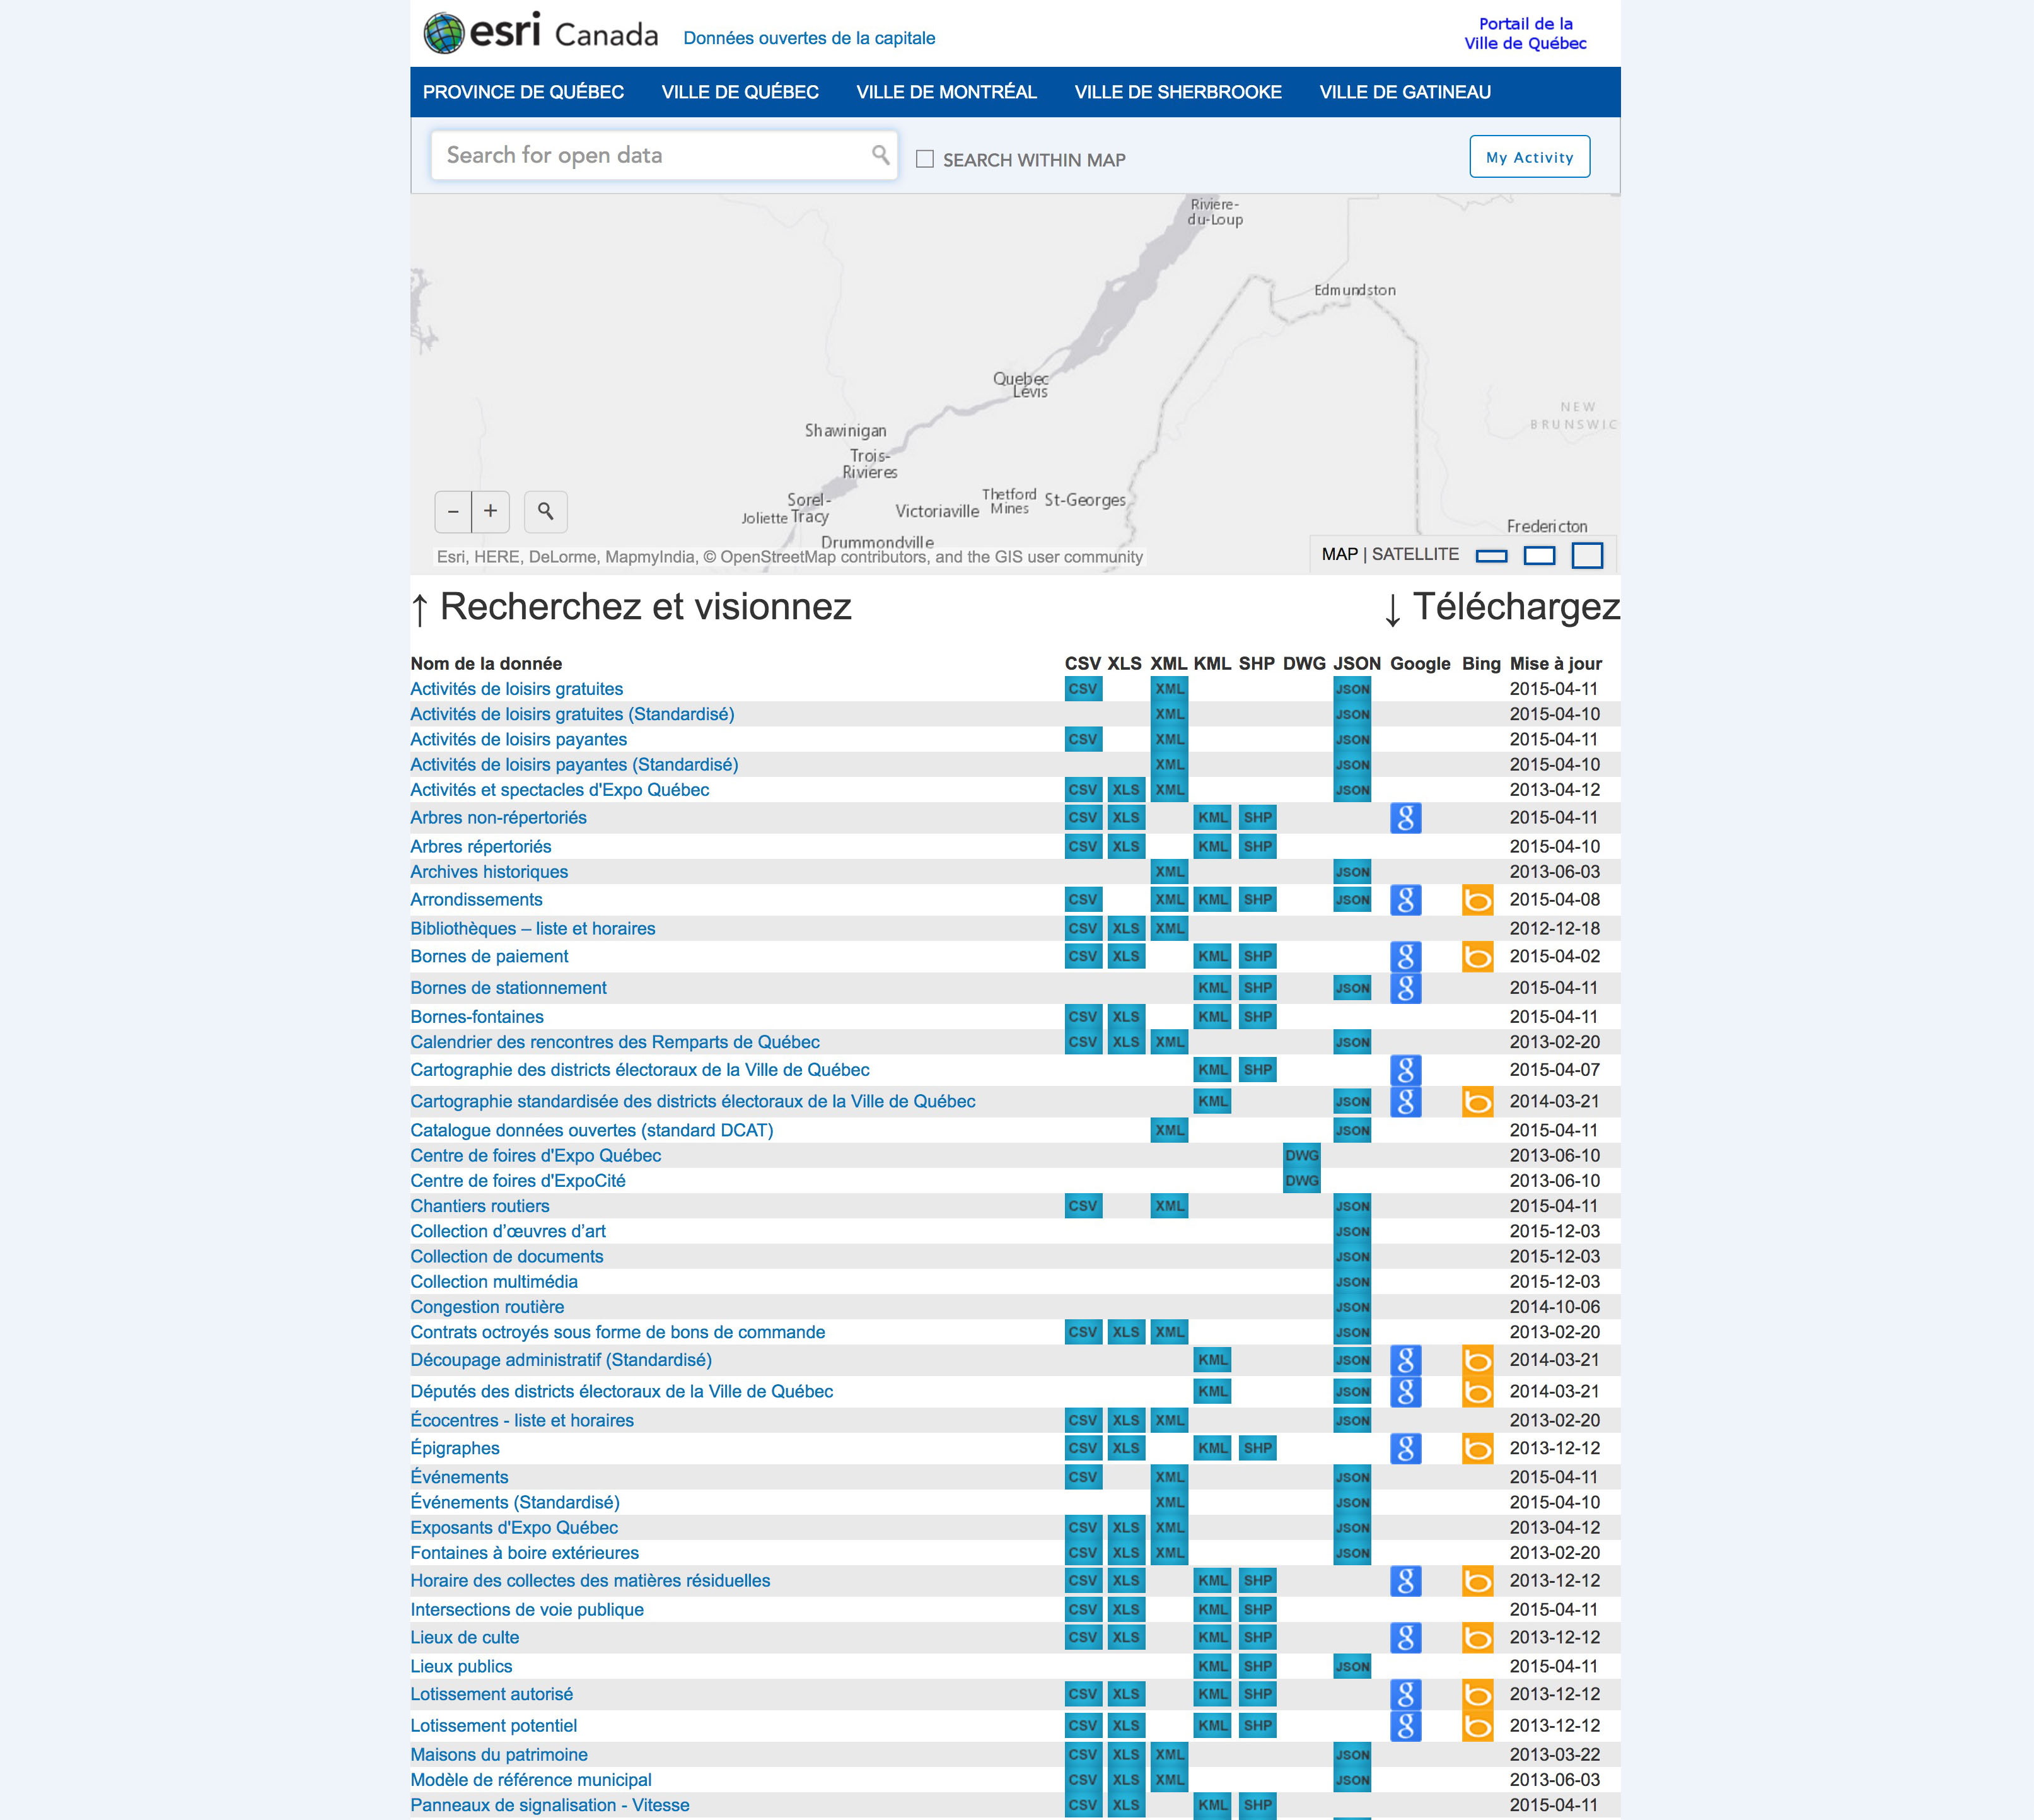 esri Canada Données ouvertes de la capitale
Portail de la
Ville de Québec
PROVINCE DE QUÉBEC VILLE DE QUÉBEC VILLE DE MONTRÉAL VILLE DE SHERBROOKE VILLE DE GATINEAU
Search for open data SEARCH WITHIN MAP My Activity
Riviere-
du-Loup
Edmundston
Quebec
Lévis
NEW
BRUNSWIC
Shawinigan
Trois-
Rivieres
Sorel-
Tracy
Joliette
Victoriaville
Thetford
Mines
St-Georges
Fredericton
Drummondville
− +
Esri, HERE, DeLorme, MapmyIndia, © OpenStreetMap contributors, and the GIS user community
MAP | SATELLITE
↑ Recherchez et visionnez ↓ Téléchargez
Nom de la donnée CSV XLS XML KML SHP DWG JSON Google Bing Mise à jour
Activités de loisirs gratuites CSV XML JSON 2015-04-11
Activités de loisirs gratuites (Standardisé) XML JSON 2015-04-10
Activités de loisirs payantes CSV XML JSON 2015-04-11
Activités de loisirs payantes (Standardisé) XML JSON 2015-04-10
Activités et spectacles d'Expo Québec CSV XLS XML JSON 2013-04-12
Arbres non-répertoriés CSV XLS KML SHP g 2015-04-11
Arbres répertoriés CSV XLS KML SHP 2015-04-10
Archives historiques XML JSON 2013-06-03
Arrondissements CSV XML KML SHP JSON g b 2015-04-08
Bibliothèques – liste et horaires CSV XLS XML 2012-12-18
Bornes de paiement CSV XLS KML SHP g b 2015-04-02
Bornes de stationnement KML SHP JSON g 2015-04-11
Bornes-fontaines CSV XLS KML SHP 2015-04-11
Calendrier des rencontres des Remparts de Québec CSV XLS XML JSON 2013-02-20
Cartographie des districts électoraux de la Ville de Québec KML SHP g 2015-04-07
Cartographie standardisée des districts électoraux de la Ville de Québec KML JSON g b 2014-03-21
Catalogue données ouvertes (standard DCAT) XML JSON 2015-04-11
Centre de foires d'Expo Québec DWG 2013-06-10
Centre de foires d'ExpoCité DWG 2013-06-10
Chantiers routiers CSV XML JSON 2015-04-11
Collection d’œuvres d’art JSON 2015-12-03
Collection de documents JSON 2015-12-03
Collection multimédia JSON 2015-12-03
Congestion routière JSON 2014-10-06
Contrats octroyés sous forme de bons de commande CSV XLS XML JSON 2013-02-20
Découpage administratif (Standardisé) KML JSON g b 2014-03-21
Députés des districts électoraux de la Ville de Québec KML JSON g b 2014-03-21
Écocentres - liste et horaires CSV XLS XML JSON 2013-02-20
Épigraphes CSV XLS KML SHP g b 2013-12-12
Événements CSV XML JSON 2015-04-11
Événements (Standardisé) XML JSON 2015-04-10
Exposants d'Expo Québec CSV XLS XML JSON 2013-04-12
Fontaines à boire extérieures CSV XLS XML JSON 2013-02-20
Horaire des collectes des matières résiduelles CSV XLS KML SHP g b 2013-12-12
Intersections de voie publique CSV XLS KML SHP 2015-04-11
Lieux de culte CSV XLS KML SHP g b 2013-12-12
Lieux publics KML SHP JSON 2015-04-11
Lotissement autorisé CSV XLS KML SHP g b 2013-12-12
Lotissement potentiel CSV XLS KML SHP g b 2013-12-12
Maisons du patrimoine CSV XLS XML JSON 2013-03-22
Modèle de référence municipal CSV XLS XML JSON 2013-06-03
Panneaux de signalisation - Vitesse CSV XLS KML SHP 2015-04-11